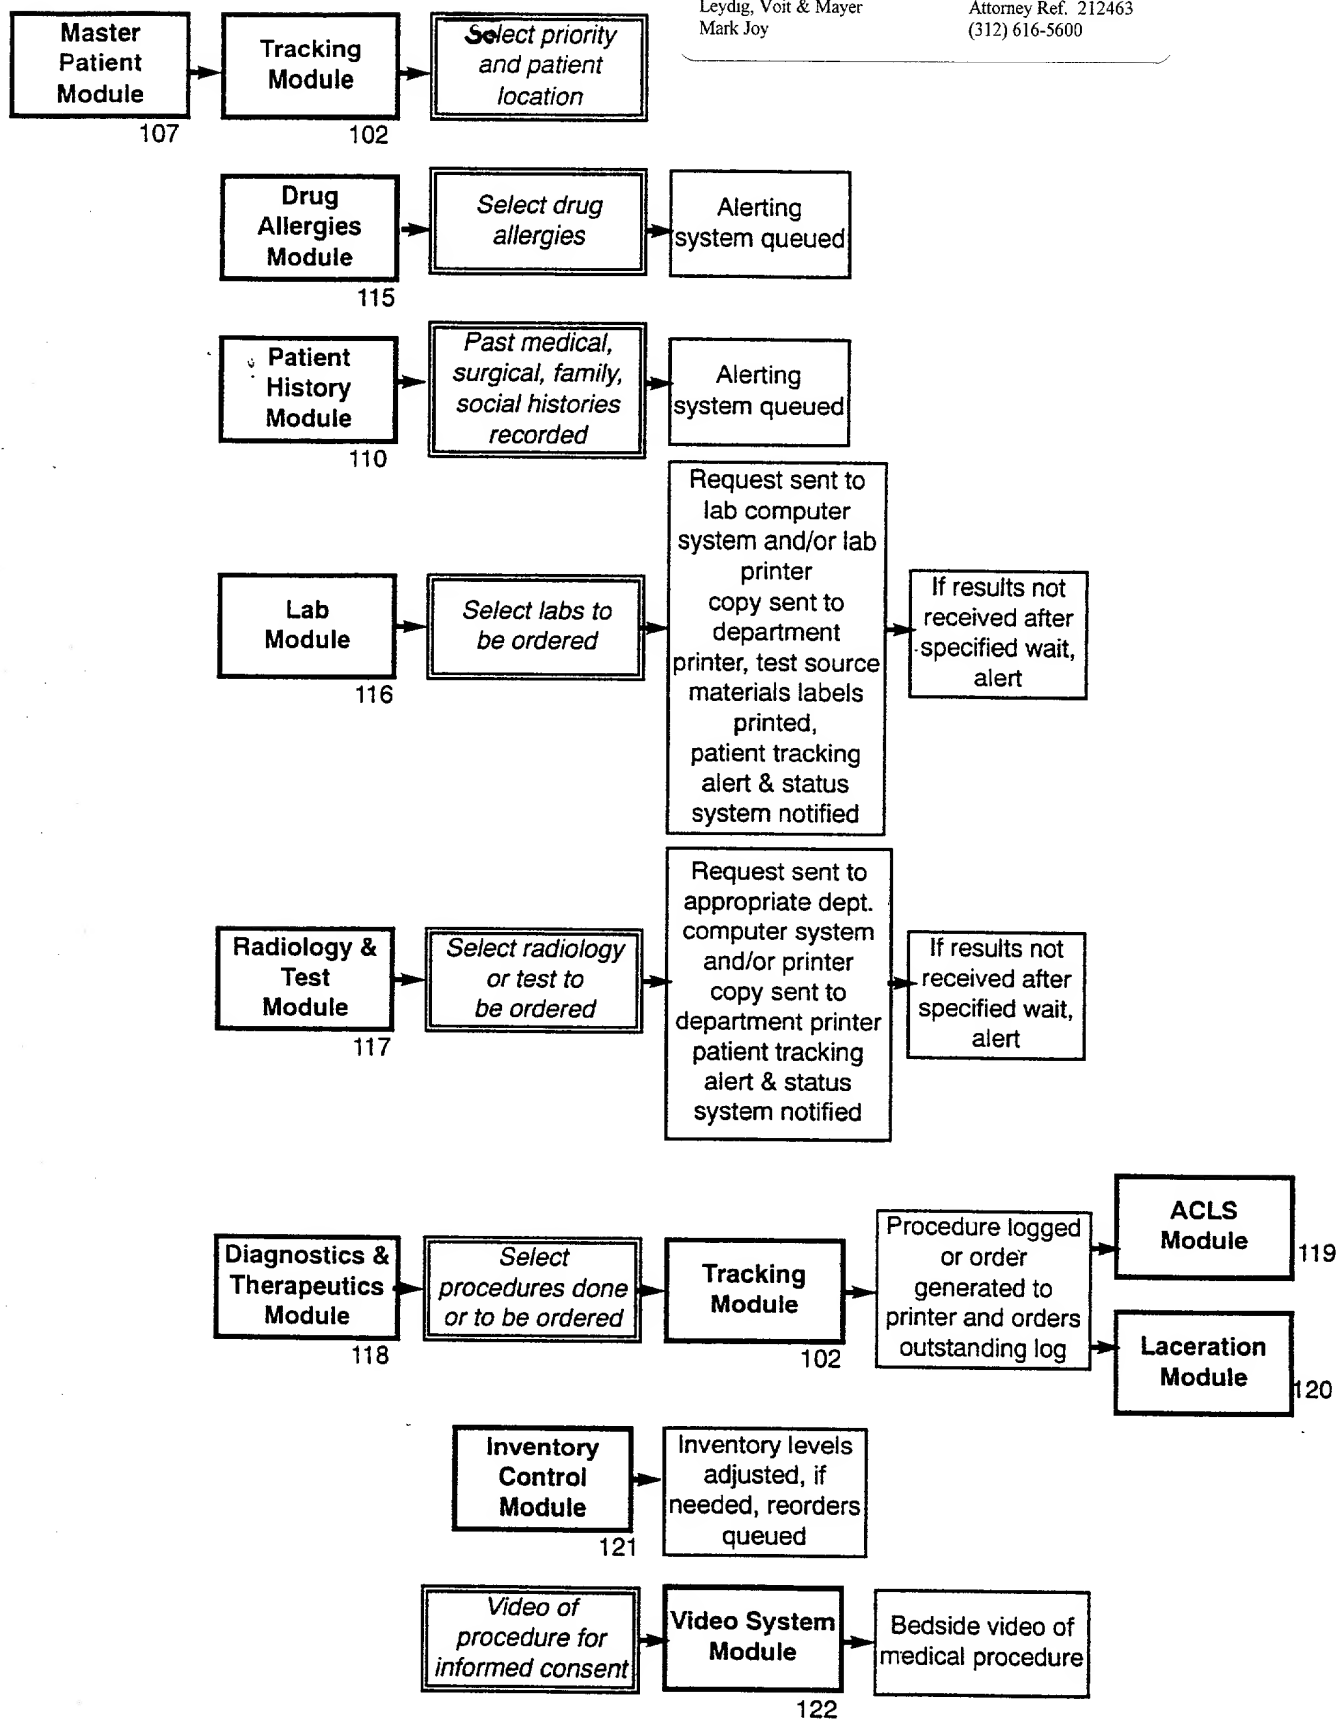 Leydig, Voit & Mayer
Attorney Ref. 212463
Mark Joy
(312) 616-5600
Master
Patient
Module
107
Tracking
Module
102
Select priority
and patient
location
Drug
Allergies
Module
115
Select drug
allergies
Alerting
system queued
Patient
History
Module
110
Past medical,
surgical, family,
social histories
recorded
Alerting
system queued
Lab
Module
116
Select labs to
be ordered
Request sent to
lab computer
system and/or lab
printer
copy sent to
department
printer, test source
materials labels
printed,
patient tracking
alert & status
system notified
If results not
received after
specified wait,
alert
Radiology &
Test
Module
117
Select radiology
or test to
be ordered
Request sent to
appropriate dept.
computer system
and/or printer
copy sent to
department printer
patient tracking
alert & status
system notified
If results not
received after
specified wait,
alert
Diagnostics &
Therapeutics
Module
118
Select
procedures done
or to be ordered
Tracking
Module
102
Procedure logged
or order
generated to
printer and orders
outstanding log
ACLS
Module
119
Laceration
Module
120
Inventory
Control
Module
121
Inventory levels
adjusted, if
needed, reorders
queued
Video of
procedure for
informed consent
Video System
Module
122
Bedside video of
medical procedure